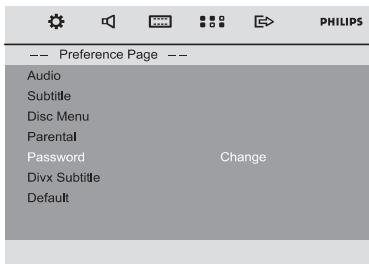 PHILIPS
-- Preference Page --
Audio
Subtitle
Disc Menu
Parental
Password Change
Divx Subtitle
Default